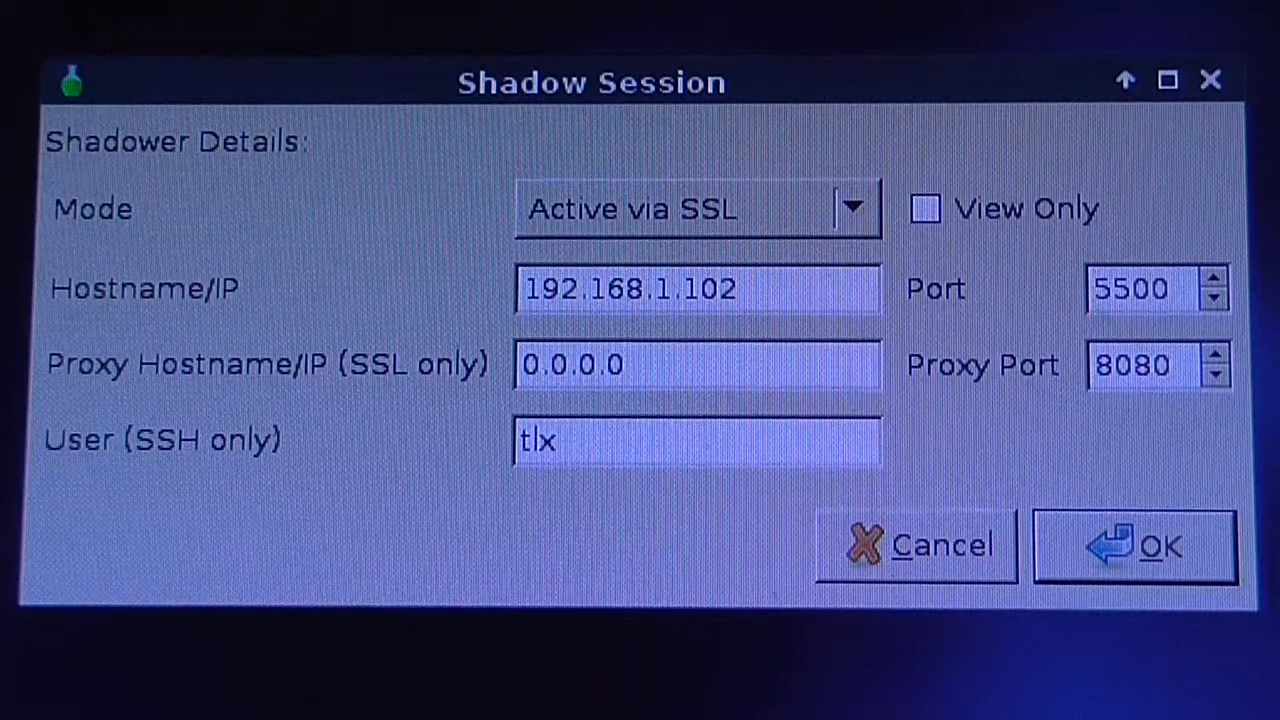 Shadow Session
Shadower Details:
Mode Active via SSL View Only
Hostname/IP 192.168.1.102 Port 5500
Proxy Hostname/IP (SSL only) 0.0.0.0 Proxy Port 8080
User (SSH only) tlx
Cancel OK